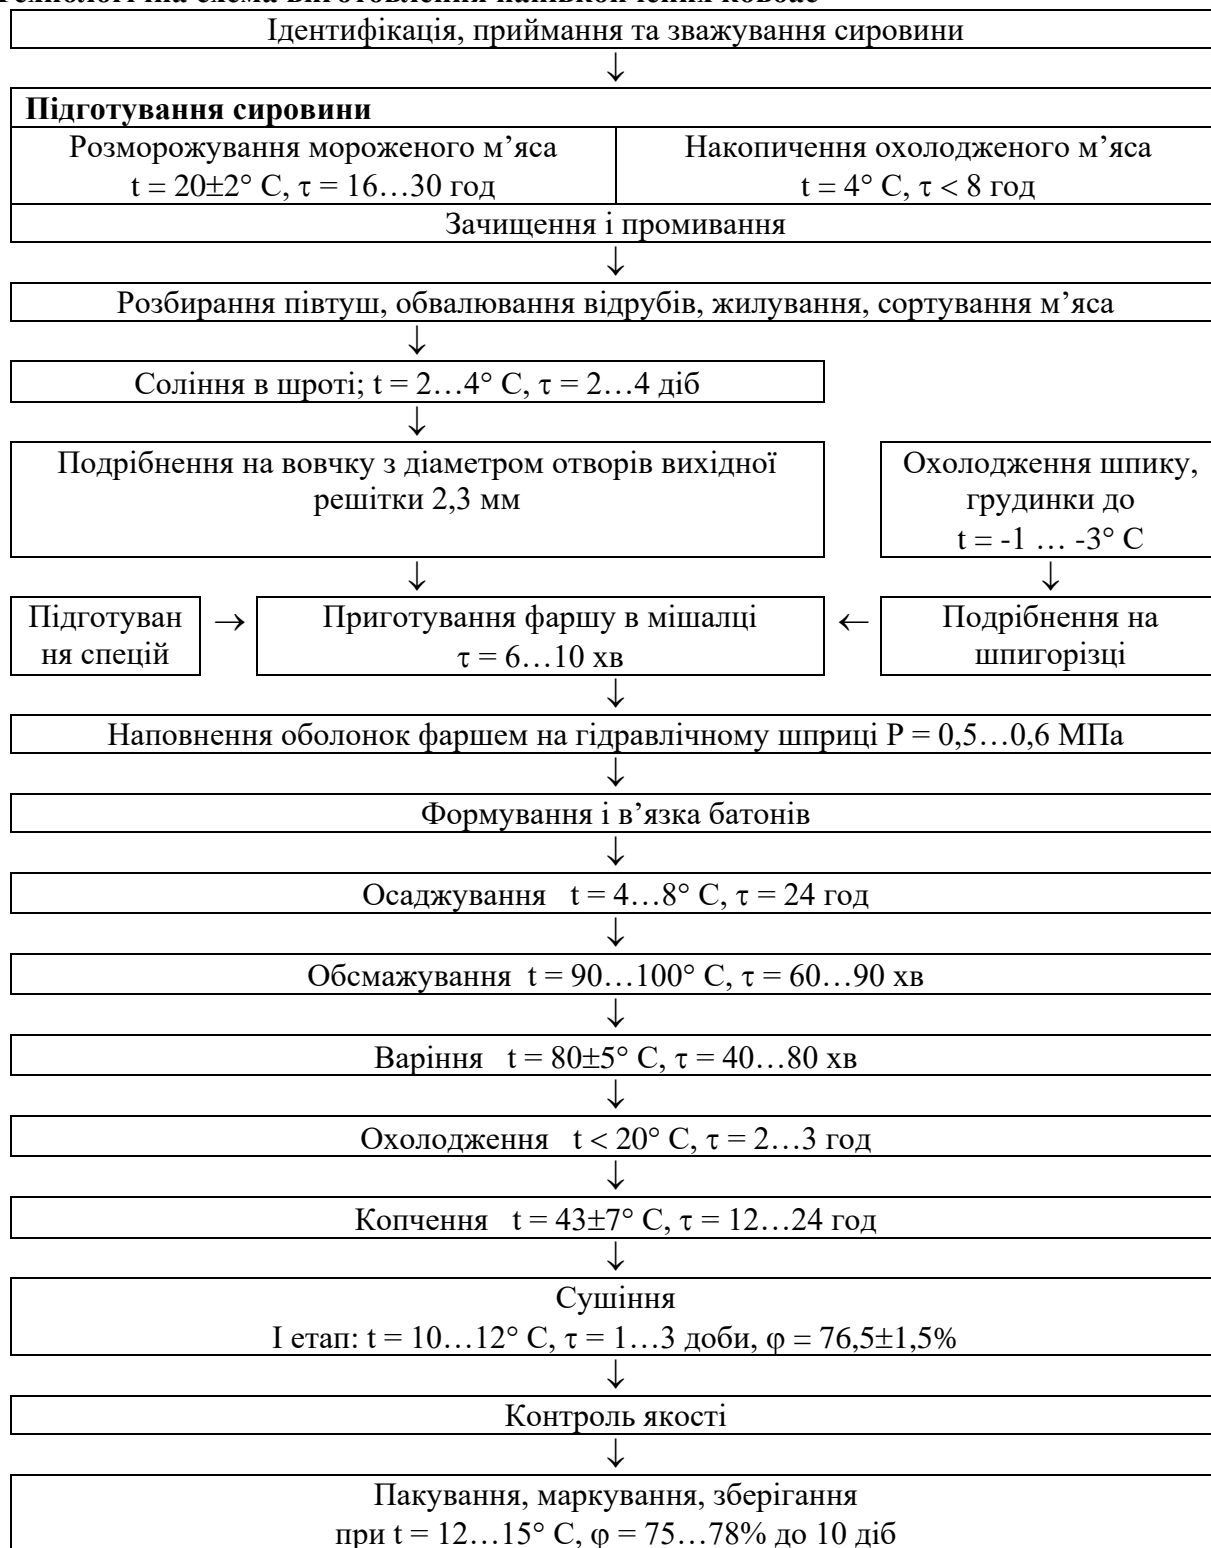 Ідентифікація, приймання та зважування сировини
↓
Підготування сировини
Розморожування мороженого м’яса
t = 20±2° C, τ = 16…30 год
Накопичення охолодженого м’яса
t = 4° C, τ < 8 год
Зачищення і промивання
↓
Розбирання півтуш, обвалювання відрубів, жилування, сортування м’яса
↓
Соління в шроті; t = 2…4° C, τ = 2…4 діб
↓
Подрібнення на вовчку з діаметром отворів вихідної
решітки 2,3 мм
Охолодження шпику,
грудинки до
t = -1 … -3° C
↓
↓
Підготуван
ня спецій
→
Приготування фаршу в мішалці
τ = 6…10 хв
←
Подрібнення на
шпигорізці
↓
Наповнення оболонок фаршем на гідравлічному шприці P = 0,5…0,6 МПа
↓
Формування і в’язка батонів
↓
Осаджування t = 4…8° C, τ = 24 год
↓
Обсмажування t = 90…100° C, τ = 60…90 хв
↓
Варіння t = 80±5° C, τ = 40…80 хв
↓
Охолодження t < 20° C, τ = 2…3 год
↓
Копчення t = 43±7° C, τ = 12…24 год
↓
Сушіння
I етап: t = 10…12° C, τ = 1…3 доби, φ = 76,5±1,5%
↓
Контроль якості
↓
Пакування, маркування, зберігання
при t = 12…15° C, φ = 75…78% до 10 діб